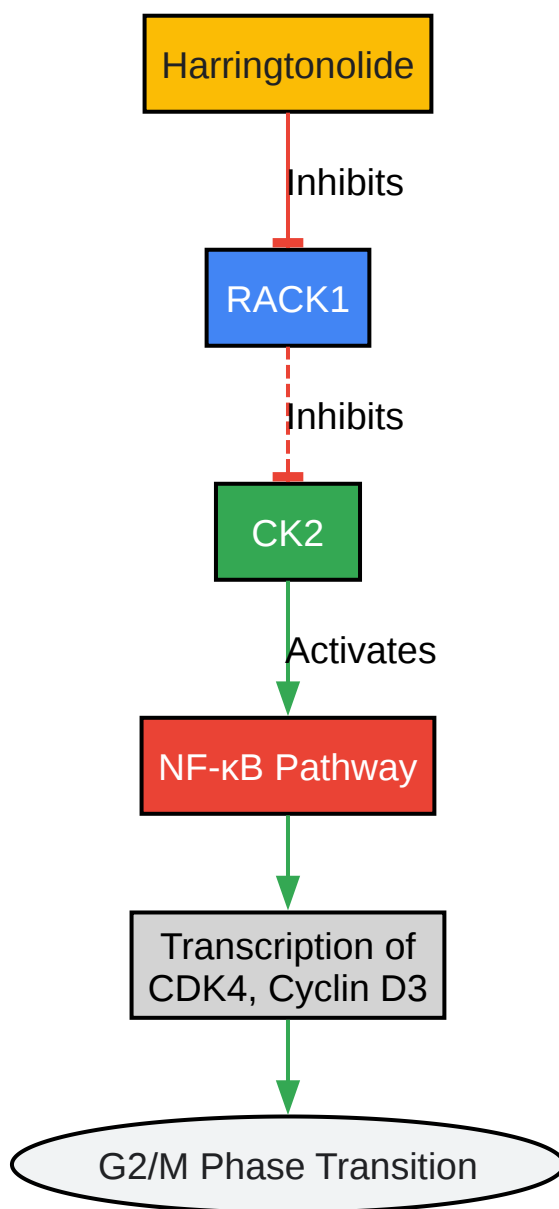 Harringtonolide
Inhibits
RACK1
Inhibits
CK2
Activates
NF-κB Pathway
Transcription of
CDK4, Cyclin D3
G2/M Phase Transition